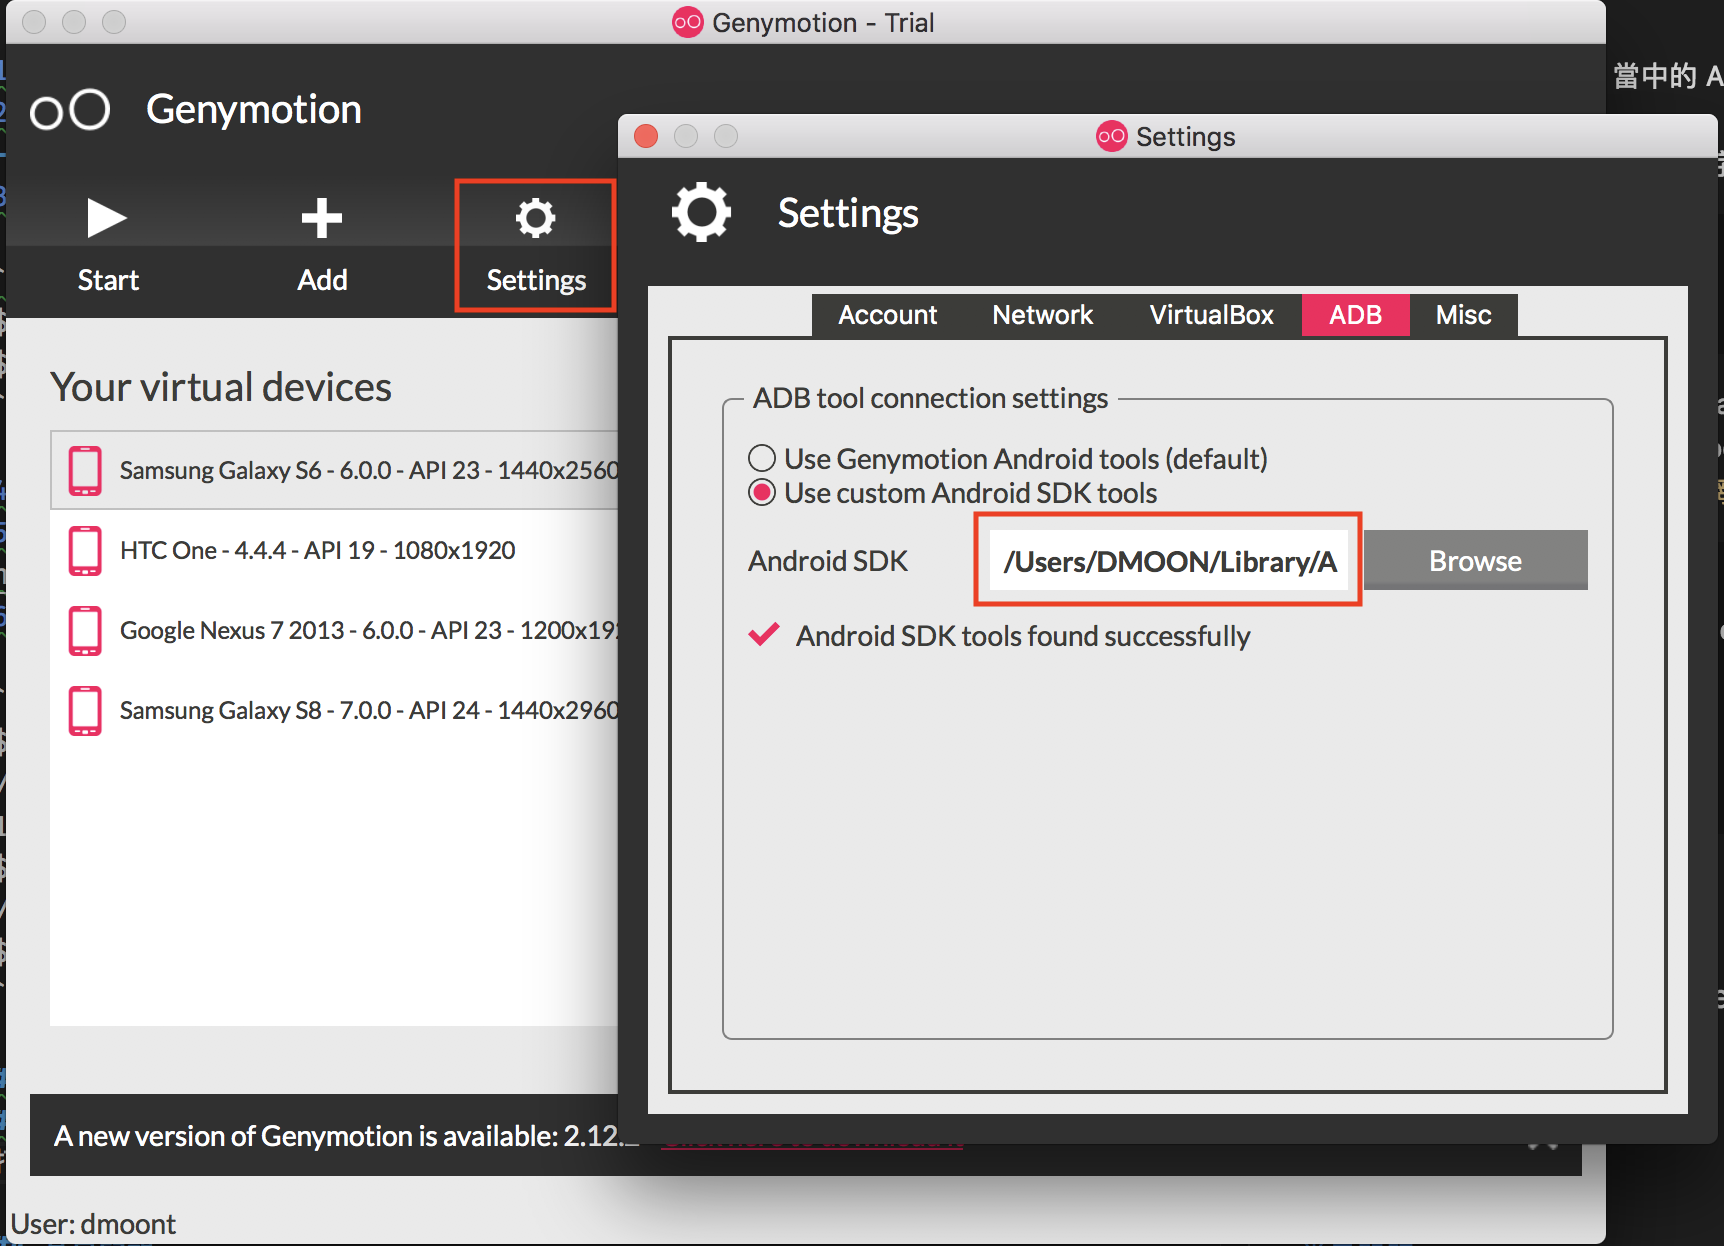 Genymotion - Trial
當中的 A
Genymotion
Settings
Settings
Start
Add
Settings
Account
Network
VirtualBox
ADB
Misc
Your virtual devices
ADB tool connection settings
Samsung Galaxy S6 - 6.0.0 - API 23 - 1440x2560
HTC One - 4.4.4 - API 19 - 1080x1920
Google Nexus 7 2013 - 6.0.0 - API 23 - 1200x192
Samsung Galaxy S8 - 7.0.0 - API 24 - 1440x2960
Use Genymotion Android tools (default)
Use custom Android SDK tools
Android SDK
/Users/DMOON/Library/A
Browse
Android SDK tools found successfully
A new version of Genymotion is available: 2.12.
User: dmoont